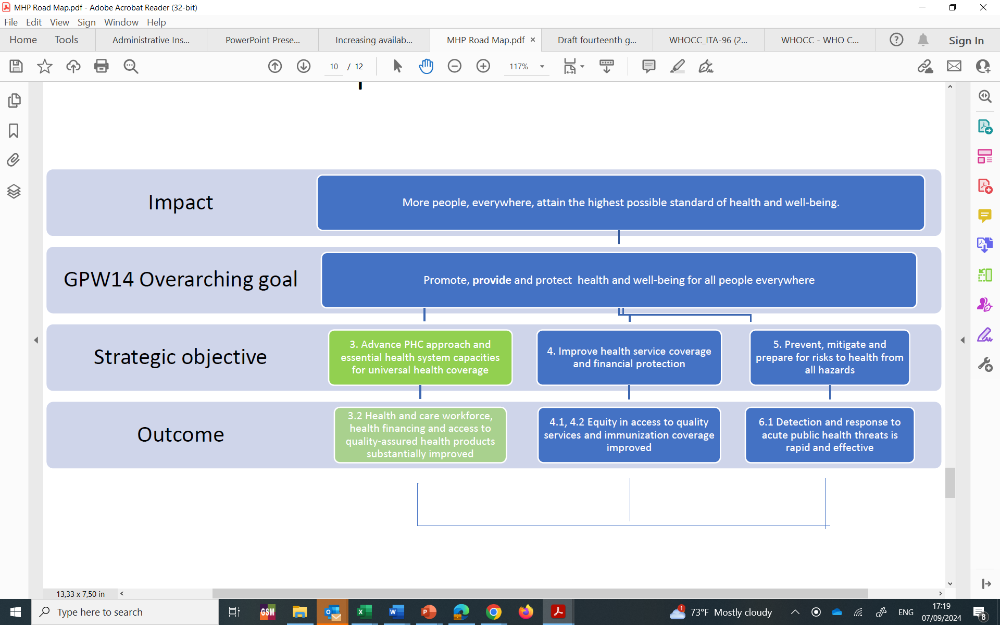 MHP Road Map.pdf - Adobe Acrobat Reader (32-bit)
File Edit View Sign Window Help
Home Tools Administrative Ins... PowerPoint Prese... Increasing availab... MHP Road Map.pdf × Draft fourteenth g... WHOCC_ITA-96 (2... WHOCC - WHO C... Sign In
10 / 12 117%
Impact
More people, everywhere, attain the highest possible standard of health and well-being.
GPW14 Overarching goal
Promote, provide and protect health and well-being for all people everywhere
Strategic objective
3. Advance PHC approach and
essential health system capacities
for universal health coverage
4. Improve health service coverage
and financial protection
5. Prevent, mitigate and
prepare for risks to health from
all hazards
Outcome
3.2 Health and care workforce,
health financing and access to
quality-assured health products
substantially improved
4.1, 4.2 Equity in access to quality
services and immunization coverage
improved
6.1 Detection and response to
acute public health threats is
rapid and effective
13,33 x 7,50 in
Type here to search
GSM
1
73°F Mostly cloudy
ENG
17:19
07/09/2024
8